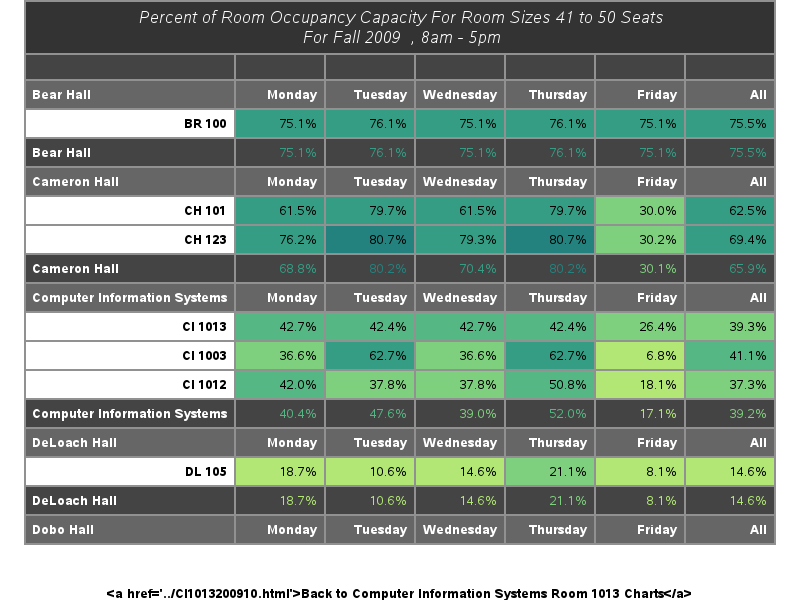 Percent of Room Occupancy Capacity For Room Sizes 41 to 50 Seats
For Fall 2009 , 8am - 5pm
Bear Hall Monday Tuesday Wednesday Thursday Friday All
BR 100 75.1% 76.1% 75.1% 76.1% 75.1% 75.5%
Bear Hall 75.1% 76.1% 75.1% 76.1% 75.1% 75.5%
Cameron Hall Monday Tuesday Wednesday Thursday Friday All
CH 101 61.5% 79.7% 61.5% 79.7% 30.0% 62.5%
CH 123 76.2% 80.7% 79.3% 80.7% 30.2% 69.4%
Cameron Hall 68.8% 80.2% 70.4% 80.2% 30.1% 65.9%
Computer Information Systems Monday Tuesday Wednesday Thursday Friday All
CI 1013 42.7% 42.4% 42.7% 42.4% 26.4% 39.3%
CI 1003 36.6% 62.7% 36.6% 62.7% 6.8% 41.1%
CI 1012 42.0% 37.8% 37.8% 50.8% 18.1% 37.3%
Computer Information Systems 40.4% 47.6% 39.0% 52.0% 17.1% 39.2%
DeLoach Hall Monday Tuesday Wednesday Thursday Friday All
DL 105 18.7% 10.6% 14.6% 21.1% 8.1% 14.6%
DeLoach Hall 18.7% 10.6% 14.6% 21.1% 8.1% 14.6%
Dobo Hall Monday Tuesday Wednesday Thursday Friday All
&lt;a href='../CI1013200910.html'&gt;Back to Computer Information Systems Room 1013 Charts&lt;/a&gt;